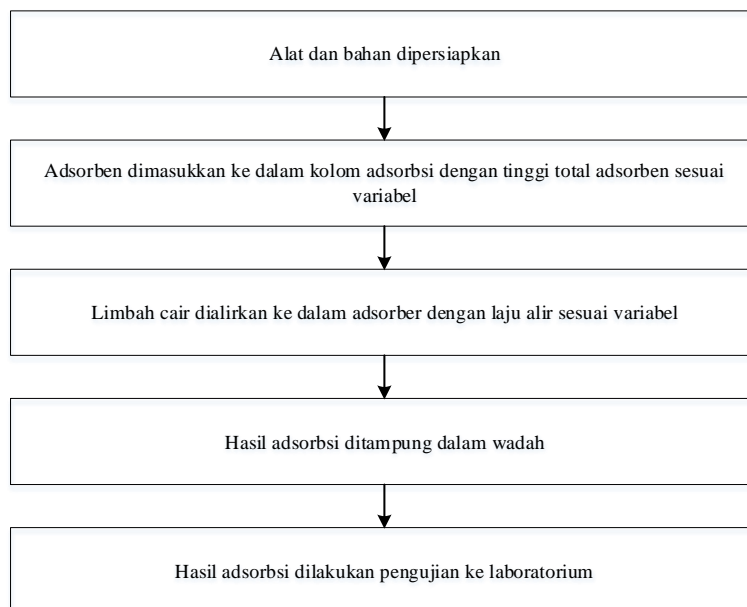 Alat dan bahan dipersiapkan
Adsorben dimasukkan ke dalam kolom adsorbsi dengan tinggi total adsorben sesuai
variabel
Limbah cair dialirkan ke dalam adsorber dengan laju alir sesuai variabel
Hasil adsorbsi ditampung dalam wadah
Hasil adsorbsi dilakukan pengujian ke laboratorium